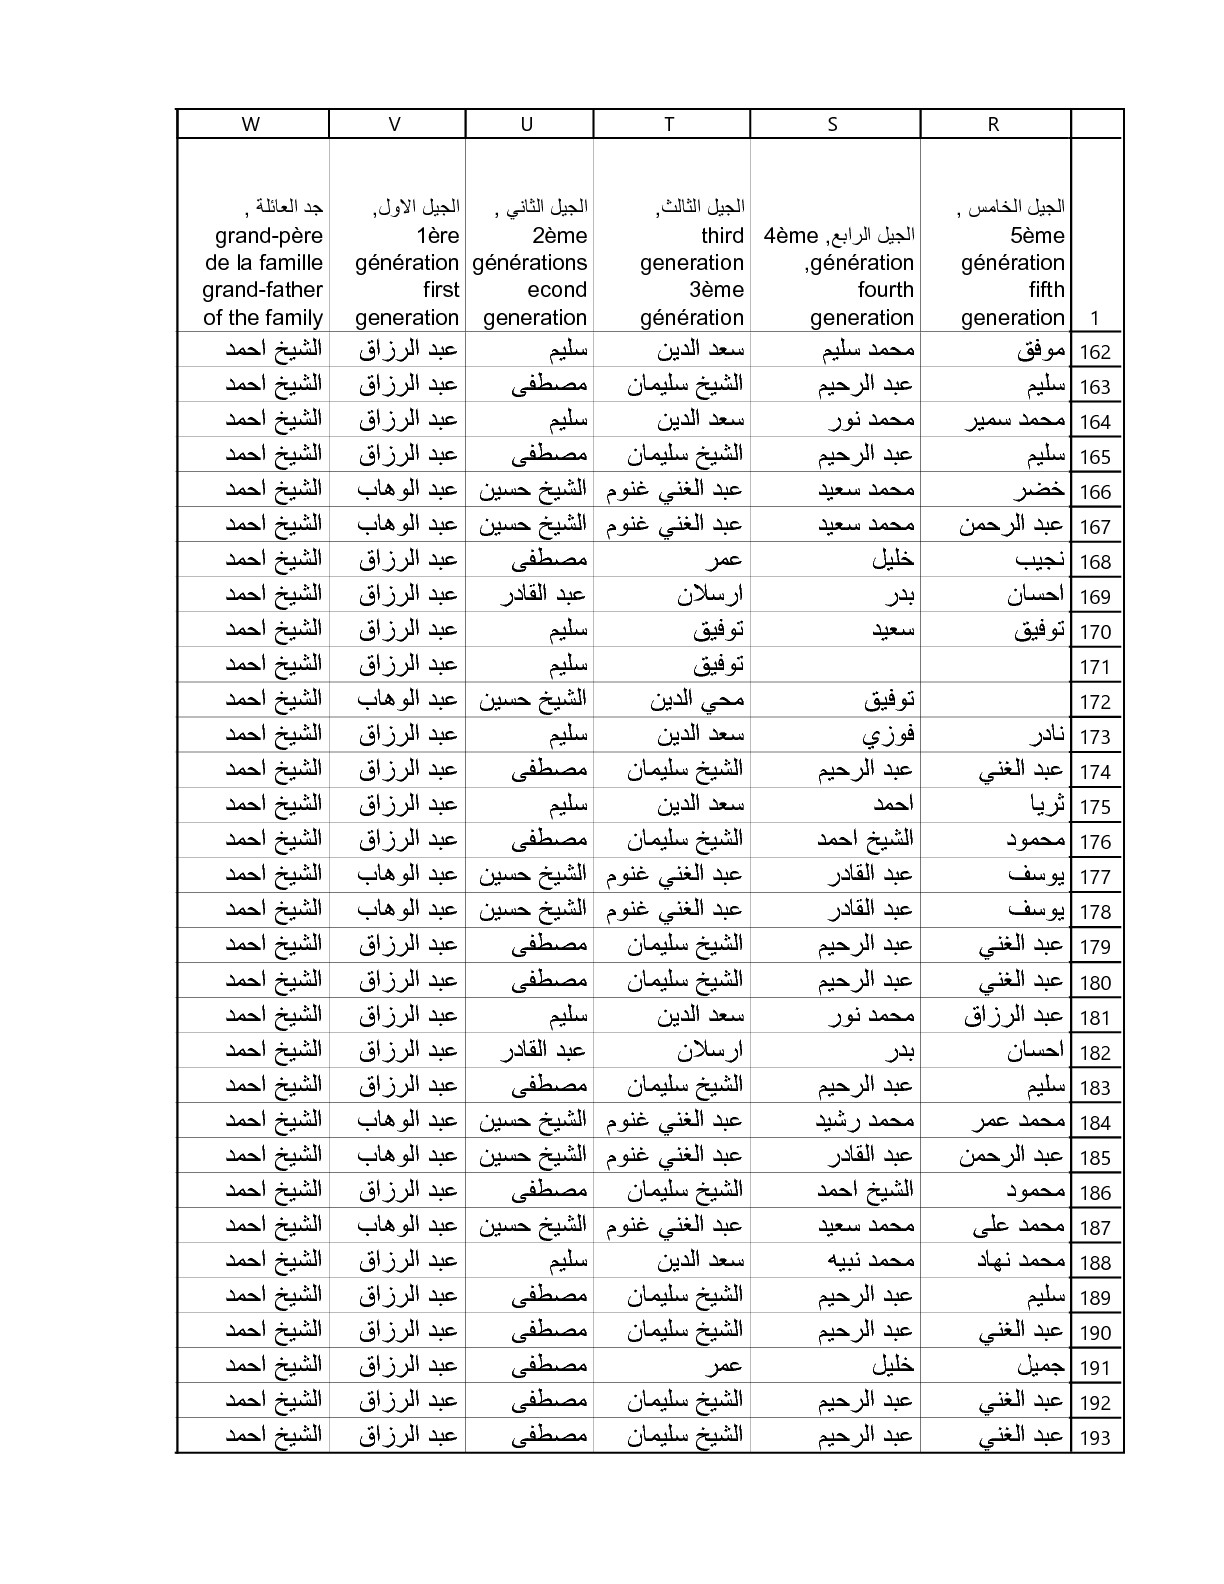 W V U T S R
جد العائلة , grand-père de la famille grand-father of the family
الجيل الاول, 1ère génération first generation
الجيل الثاني , 2ème générations econd generation
الجيل الثالث, third generation 3ème génération
الجيل الرابع, 4ème génération, fourth generation
الجيل الخامس , 5ème génération fifth generation
1
162 موفق محمد سليم سعد الدين سليم عبد الرزاق الشيخ احمد
163 سليم عبد الرحيم الشيخ سليمان مصطفى عبد الرزاق الشيخ احمد
164 محمد سمير محمد نور سعد الدين سليم عبد الرزاق الشيخ احمد
165 سليم عبد الرحيم الشيخ سليمان مصطفى عبد الرزاق الشيخ احمد
166 خضر محمد سعيد عبد الغني غنوم الشيخ حسين عبد الوهاب الشيخ احمد
167 عبد الرحمن محمد سعيد عبد الغني غنوم الشيخ حسين عبد الوهاب الشيخ احمد
168 نجيب خليل عمر مصطفى عبد الرزاق الشيخ احمد
169 احسان بدر ارسلان عبد القادر عبد الرزاق الشيخ احمد
170 توفيق سعيد توفيق سليم عبد الرزاق الشيخ احمد
171 توفيق سليم عبد الرزاق الشيخ احمد
172 توفيق محي الدين الشيخ حسين عبد الوهاب الشيخ احمد
173 نادر فوزي سعد الدين سليم عبد الرزاق الشيخ احمد
174 عبد الغني عبد الرحيم الشيخ سليمان مصطفى عبد الرزاق الشيخ احمد
175 ثريا احمد سعد الدين سليم عبد الرزاق الشيخ احمد
176 محمود الشيخ احمد الشيخ سليمان مصطفى عبد الرزاق الشيخ احمد
177 يوسف عبد القادر عبد الغني غنوم الشيخ حسين عبد الوهاب الشيخ احمد
178 يوسف عبد القادر عبد الغني غنوم الشيخ حسين عبد الوهاب الشيخ احمد
179 عبد الغني عبد الرحيم الشيخ سليمان مصطفى عبد الرزاق الشيخ احمد
180 عبد الغني عبد الرحيم الشيخ سليمان مصطفى عبد الرزاق الشيخ احمد
181 عبد الرزاق محمد نور سعد الدين سليم عبد الرزاق الشيخ احمد
182 احسان بدر ارسلان عبد القادر عبد الرزاق الشيخ احمد
183 سليم عبد الرحيم الشيخ سليمان مصطفى عبد الرزاق الشيخ احمد
184 محمد عمر محمد رشيد عبد الغني غنوم الشيخ حسين عبد الوهاب الشيخ احمد
185 عبد الرحمن عبد القادر عبد الغني غنوم الشيخ حسين عبد الوهاب الشيخ احمد
186 محمود الشيخ احمد الشيخ سليمان مصطفى عبد الرزاق الشيخ احمد
187 محمد على محمد سعيد عبد الغني غنوم الشيخ حسين عبد الوهاب الشيخ احمد
188 محمد نهاد محمد نبيه سعد الدين سليم عبد الرزاق الشيخ احمد
189 سليم عبد الرحيم الشيخ سليمان مصطفى عبد الرزاق الشيخ احمد
190 عبد الغني عبد الرحيم الشيخ سليمان مصطفى عبد الرزاق الشيخ احمد
191 جميل خليل عمر مصطفى عبد الرزاق الشيخ احمد
192 عبد الغني عبد الرحيم الشيخ سليمان مصطفى عبد الرزاق الشيخ احمد
193 عبد الغني عبد الرحيم الشيخ سليمان مصطفى عبد الرزاق الشيخ احمد